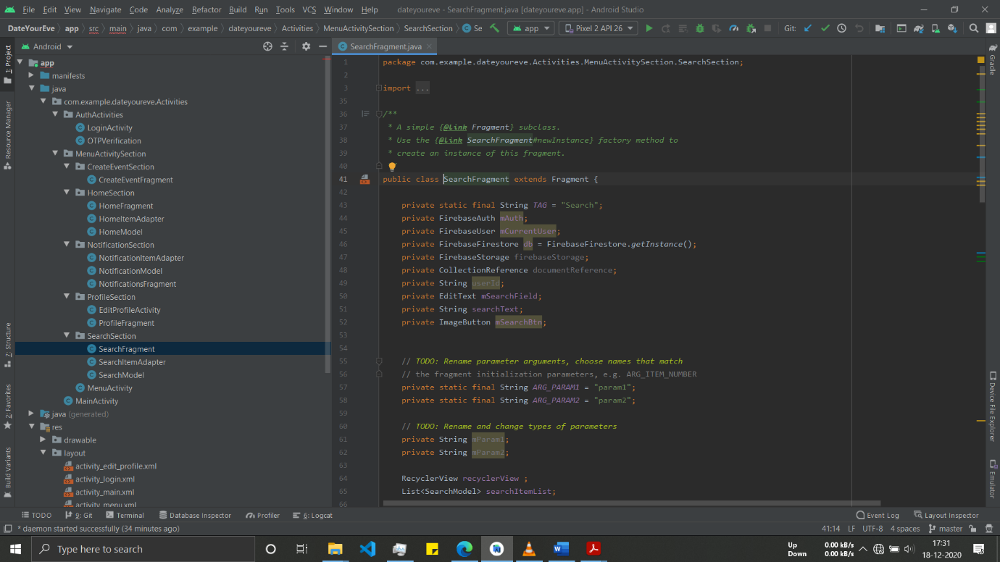 File Edit View Navigate Code Analyze Refactor Build Run Tools VCS Window Help dateyoureve - SearchFragment.java [dateyoureve.app] - Android Studio
DateYourEve app src main java com example dateyoureve Activities MenuActivitySection SearchSection Se app Pixel 2 API 26 Git:
Android SearchFragment.java
1: Project
Resource Manager
Z: Structure
2: Favorites
Build Variants
app
manifests
java
com.example.dateyoureve.Activities
AuthActivities
LoginActivity
OTPVerification
MenuActivitySection
CreateEventSection
CreateEventFragment
HomeSection
HomeFragment
HomeItemAdapter
HomeModel
NotificationSection
NotificationItemAdapter
NotificationModel
NotificationsFragment
ProfileSection
EditProfileActivity
ProfileFragment
SearchSection
SearchFragment
SearchItemAdapter
SearchModel
MenuActivity
MainActivity
java (generated)
res
drawable
layout
activity_edit_profile.xml
activity_login.xml
activity_main.xml
activity_menu.xml
1 package com.example.dateyoureve.Activities.MenuActivitySection.SearchSection;
2
3 import ...
35
36 /**
37 * A simple {@link Fragment} subclass.
38 * Use the {@link SearchFragment#newInstance} factory method to
39 * create an instance of this fragment.
40
41 public class SearchFragment extends Fragment {
42
43 private static final String TAG = "Search";
44 private FirebaseAuth mAuth;
45 private FirebaseUser mCurrentUser;
46 private FirebaseFirestore db = FirebaseFirestore.getInstance();
47 private FirebaseStorage firebaseStorage;
48 private CollectionReference documentReference;
49 private String userId;
50 private EditText mSearchField;
51 private String searchText;
52 private ImageButton mSearchBtn;
53
54
55 // TODO: Rename parameter arguments, choose names that match
56 // the fragment initialization parameters, e.g. ARG_ITEM_NUMBER
57 private static final String ARG_PARAM1 = "param1";
58 private static final String ARG_PARAM2 = "param2";
59
60 // TODO: Rename and change types of parameters
61 private String mParam1;
62 private String mParam2;
63
64 RecyclerView recyclerView ;
65 List<SearchModel> searchItemList;
66
Gradle
Device File Explorer
Emulator
TODO 9: Git Terminal Database Inspector Profiler 6: Logcat Event Log Layout Inspector
* daemon started successfully (34 minutes ago) 41:14 LF UTF-8 4 spaces master
Type here to search
Up 0.00 kB/s
Down 0.00 kB/s
17:31
18-12-2020